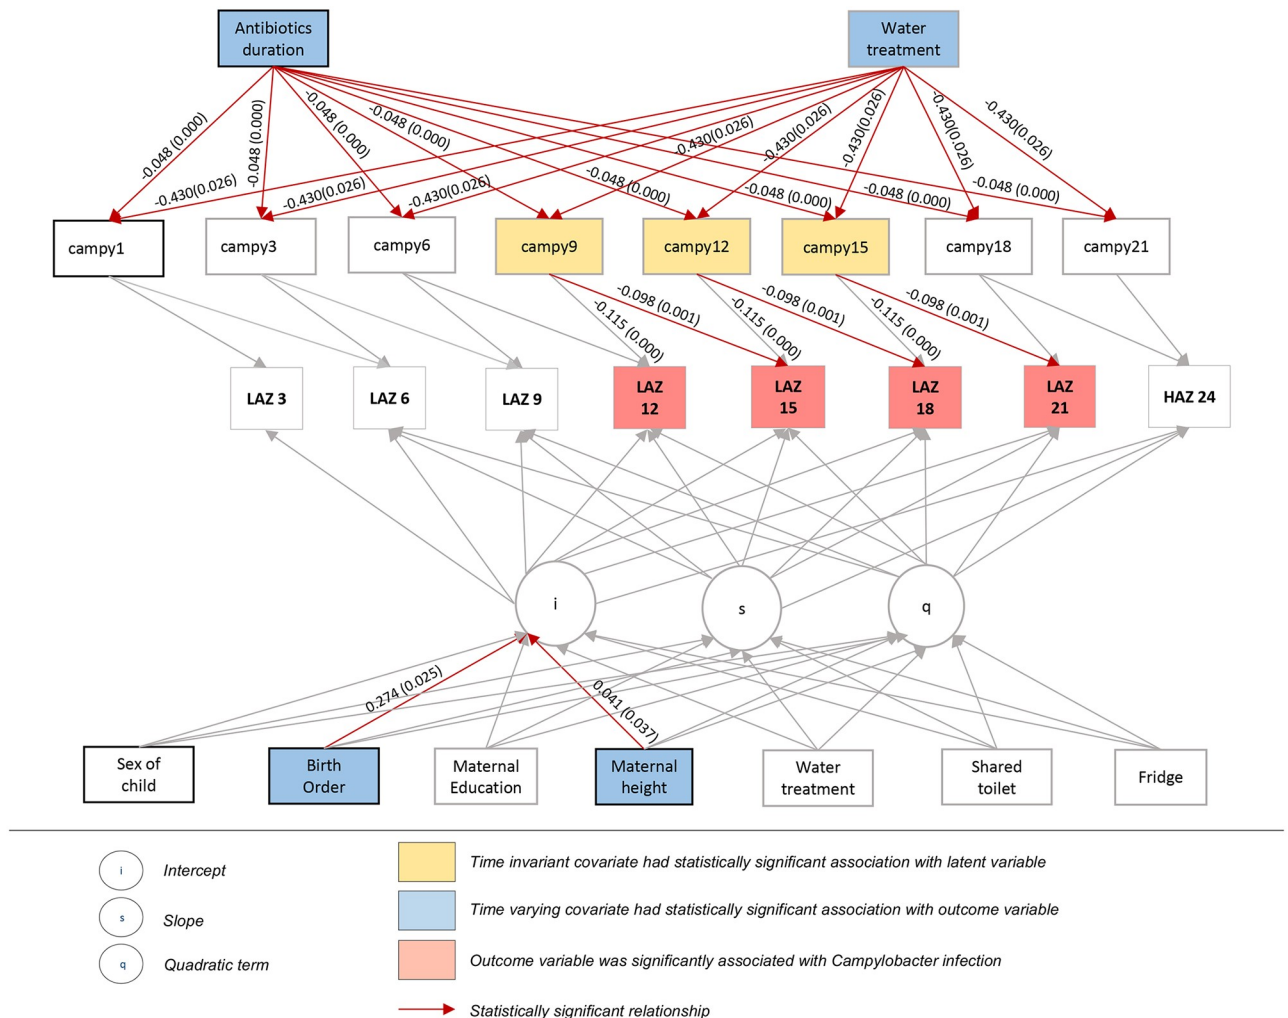 Antibiotics
duration
Water
treatment
-0.048 (0.000)
-0.048 (0.000)
-0.048 (0.000)
-0.048 (0.000)
-0.430(0.026)
-0.430(0.026)
-0.430(0.026)
-0.430(0.026)
-0.430(0.026)
-0.430(0.026)
-0.430(0.026)
-0.430(0.026)
-0.048 (0.000)
-0.048 (0.000)
-0.048 (0.000)
-0.048 (0.000)
campy1
campy3
campy6
campy9
campy12
campy15
campy18
campy21
-0.098 (0.001)
-0.098 (0.001)
-0.098 (0.001)
-0.115 (0.000)
-0.115 (0.000)
-0.115 (0.000)
LAZ 3
LAZ 6
LAZ 9
LAZ
12
LAZ
15
LAZ
18
LAZ
21
HAZ 24
i
s
q
0.274 (0.025)
0.041 (0.037)
Sex of
child
Birth
Order
Maternal
Education
Maternal
height
Water
treatment
Shared
toilet
Fridge
i
Intercept
s
Slope
q
Quadratic term
Time invariant covariate had statistically significant association with latent variable
Time varying covariate had statistically significant association with outcome variable
Outcome variable was significantly associated with Campylobacter infection
Statistically significant relationship